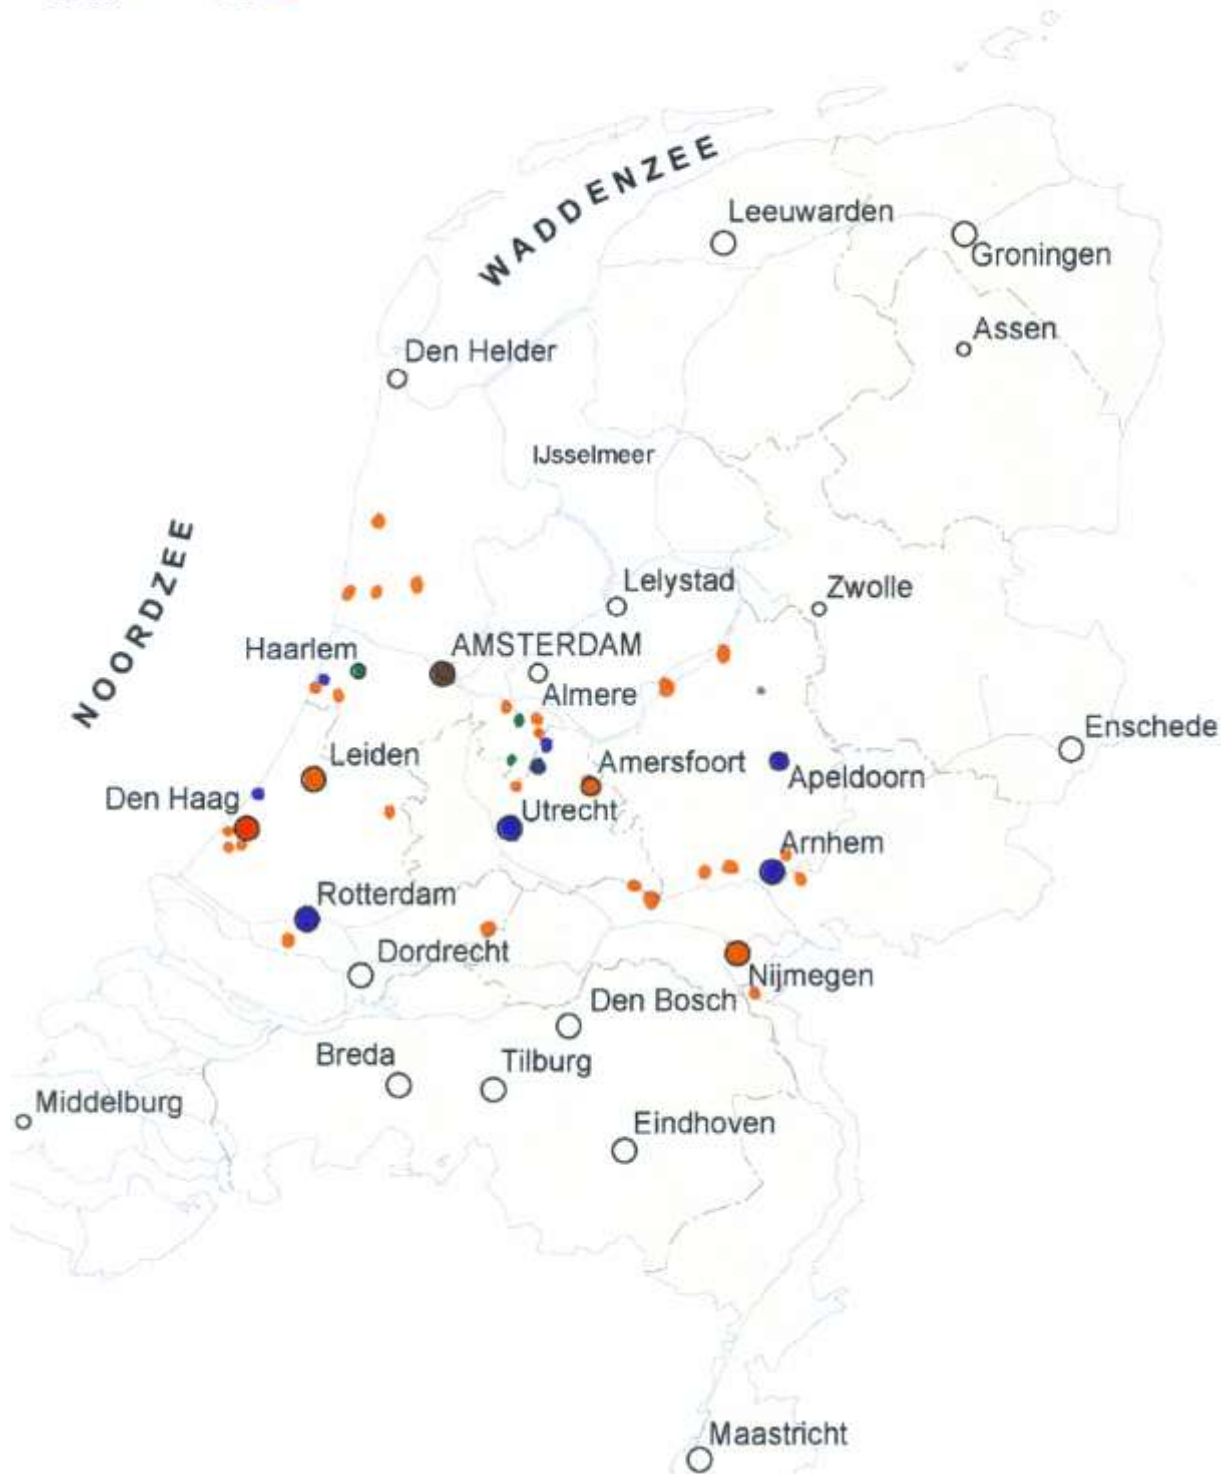 WADDENZEE
Leeuwarden
Groningen
Assen
Den Helder
IJsselmeer
NOORDZEE
Lelystad
Zwolle
Haarlem
AMSTERDAM
Almere
Enschede
Leiden
Amersfoort
Apeldoorn
Den Haag
Utrecht
Arnhem
Rotterdam
Dordrecht
Nijmegen
Den Bosch
Breda
Tilburg
Middelburg
Eindhoven
Maastricht